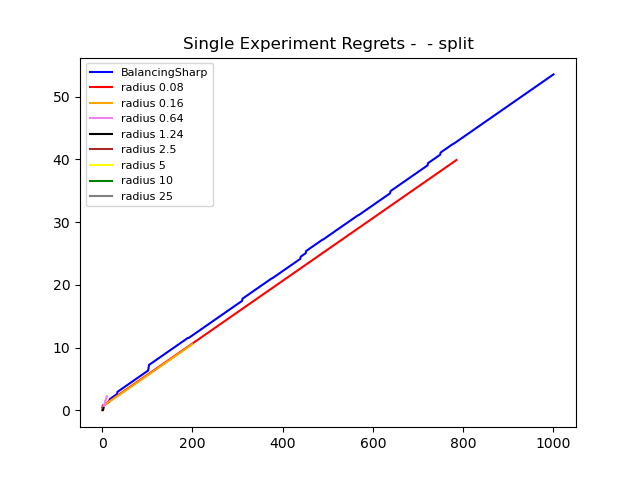 Single Experiment Regrets -  - split
BalancingSharp
radius 0.08
radius 0.16
radius 0.64
radius 1.24
radius 2.5
radius 5
radius 10
radius 25
50
40
30
20
10
0
0 200 400 600 800 1000